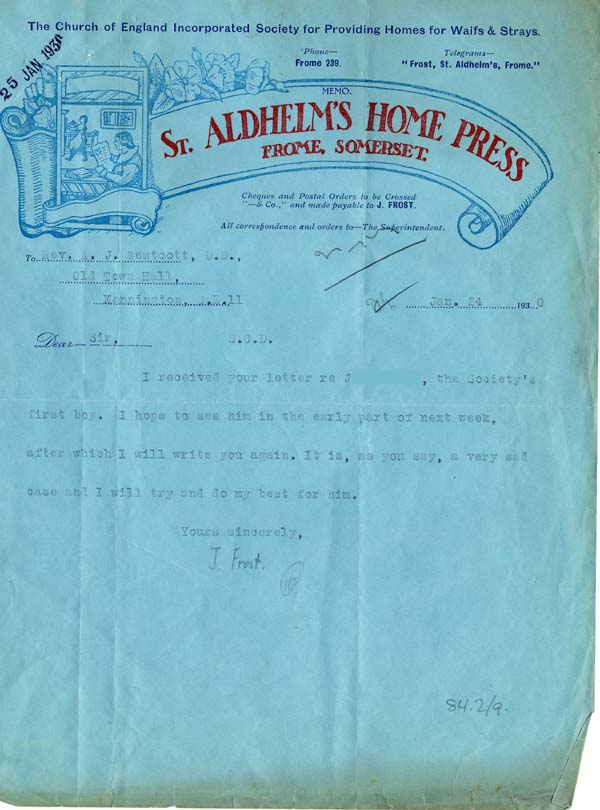 The Church of England Incorporated Society for Providing Homes for Waifs & Strays.
25 JAN 1930
'Phone—
Frome 239.
Telegrams—
"Frost, St. Aldhelm's, Frome."
MEMO.
ST. ALDHELM'S HOME PRESS
FROME, SOMERSET.
Cheques and Postal Orders to be Crossed
"—& Co.," and made payable to J. FROST.
All correspondence and orders to—The Superintendent.
To Rev. A. J. Westcott, D.D.,
Old Town Hall,
Kennington, S.E.11
Jan. 24 1930
Dear Sir, S.C.D.
I received your letter re J , the Society's
first boy. I hope to see him in the early part of next week,
after which I will write you again. It is, as you say, a very sad
case and I will try and do my best for him.
Yours sincerely,
J. Frost.
84.2/9.